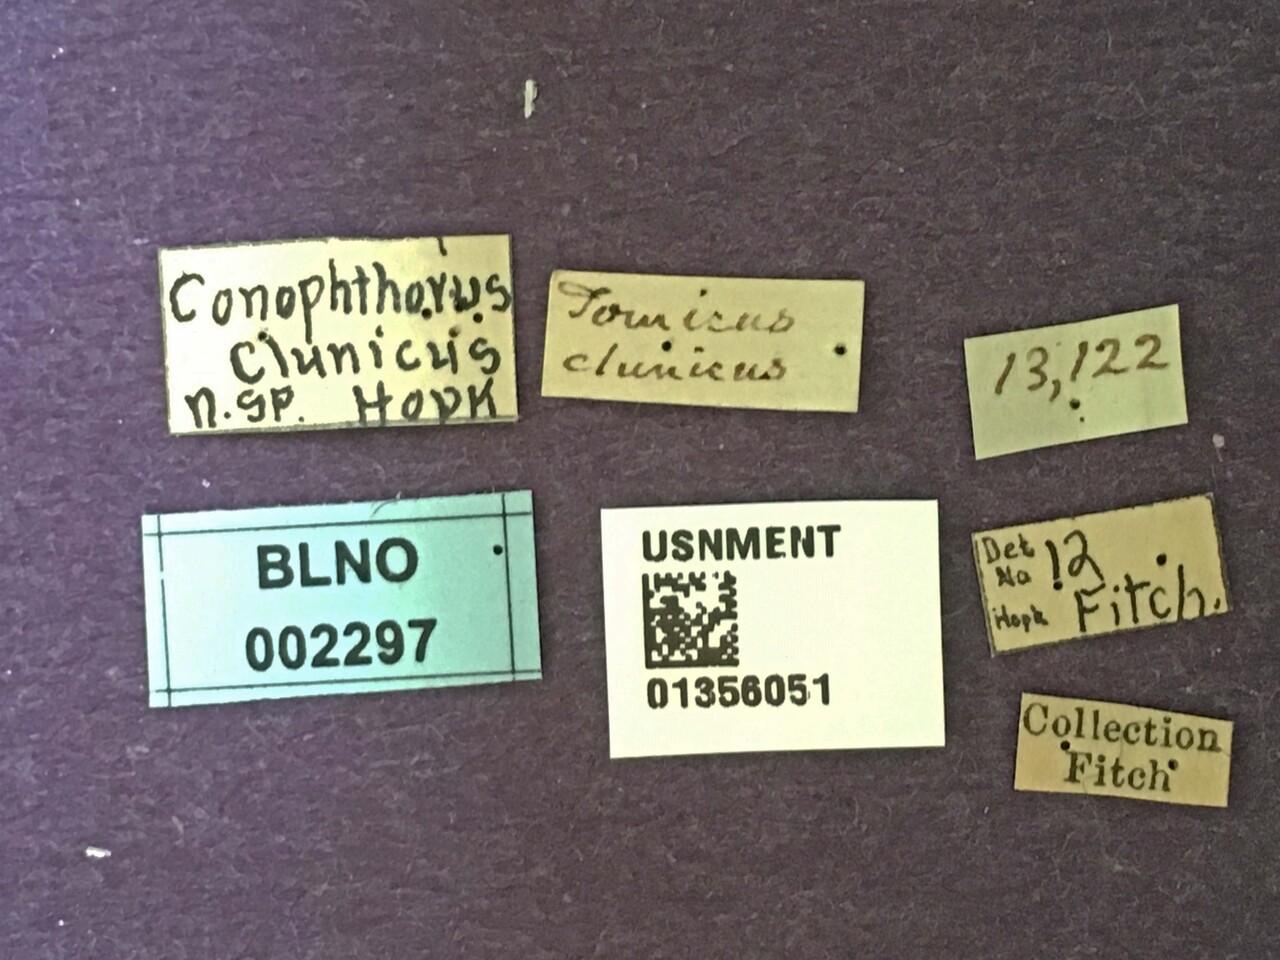 Conophthorus
clunicus
n.sp. Hopk
Tomicus
clunicus
13,122
BLNO
002297
USNMENT
01356051
Det
No 12
Hopk Fitch.
Collection
Fitch